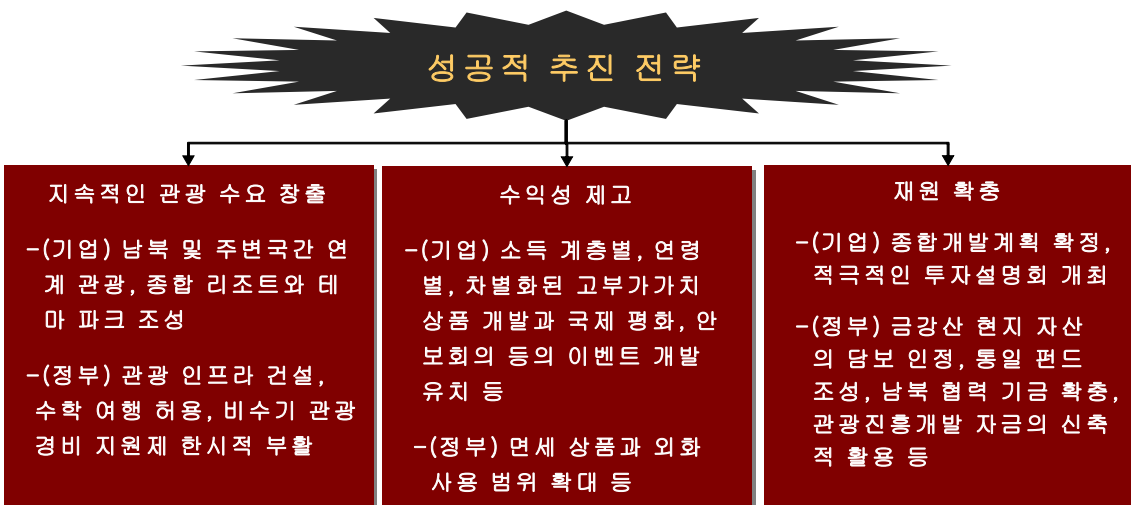 성공적 추진 전략
지속적인 관광 수요 창출
-(기업) 남북 및 주변국간 연
계 관광, 종합 리조트와 테
마 파크 조성
-(정부) 관광 인프라 건설,
수학 여행 허용, 비수기 관광
경비 지원제 한시적 부활
수익성 제고
-(기업) 소득 계층별, 연령
별, 차별화된 고부가가치
상품 개발과 국제 평화, 안
보회의 등의 이벤트 개발
유치 등
-(정부) 면세 상품과 외화
사용 범위 확대 등
재원 확충
-(기업) 종합개발계획 확정,
적극적인 투자설명회 개최
-(정부) 금강산 현지 자산
의 담보 인정, 통일 펀드
조성, 남북 협력 기금 확충,
관광진흥개발 자금의 신축
적 활용 등